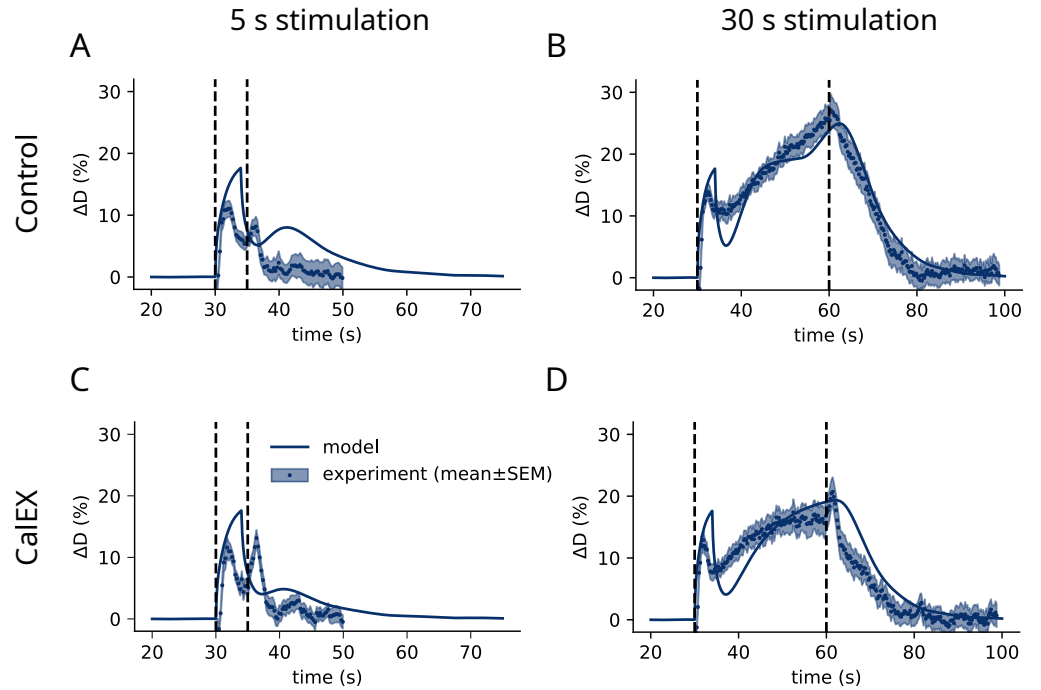 5 s stimulation
30 s stimulation
A
B
Control
30
20
10
0
ΔD (%)
20 30 40 50 60 70
time (s)
30
20
10
0
ΔD (%)
20 40 60 80 100
time (s)
C
D
CalEX
30
20
10
0
ΔD (%)
model
experiment (mean±SEM)
20 30 40 50 60 70
time (s)
30
20
10
0
ΔD (%)
20 40 60 80 100
time (s)